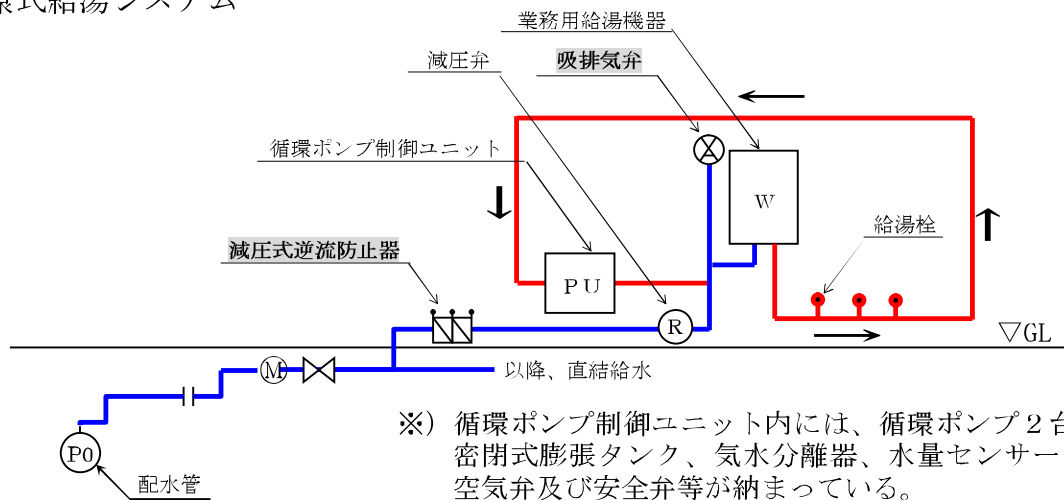 式給湯システム
業務用給湯機器
減圧弁
吸排気弁
循環ポンプ制御ユニット
W
給湯栓
減圧式逆流防止器
PU
R
▽GL
M
以降、直結給水
P0
配水管
※）循環ポンプ制御ユニット内には、循環ポンプ２台
密閉式膨張タンク、気水分離器、水量センサー
空気弁及び安全弁等が納まっている。